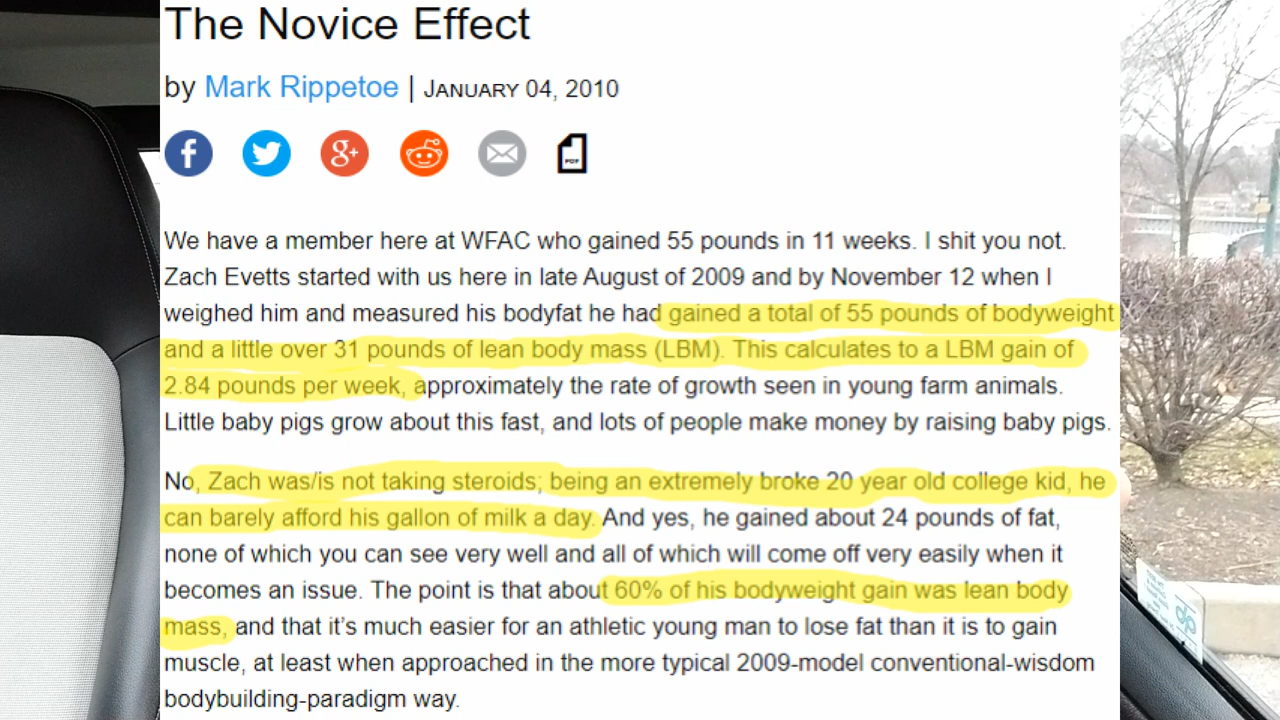 The Novice Effect
by Mark Rippetoe | JANUARY 04, 2010
f g+ PDF
We have a member here at WFAC who gained 55 pounds in 11 weeks. I shit you not.
Zach Evetts started with us here in late August of 2009 and by November 12 when I
weighed him and measured his bodyfat he had gained a total of 55 pounds of bodyweight
and a little over 31 pounds of lean body mass (LBM). This calculates to a LBM gain of
2.84 pounds per week, approximately the rate of growth seen in young farm animals.
Little baby pigs grow about this fast, and lots of people make money by raising baby pigs.
No, Zach was/is not taking steroids; being an extremely broke 20 year old college kid, he
can barely afford his gallon of milk a day. And yes, he gained about 24 pounds of fat,
none of which you can see very well and all of which will come off very easily when it
becomes an issue. The point is that about 60% of his bodyweight gain was lean body
mass, and that it's much easier for an athletic young man to lose fat than it is to gain
muscle, at least when approached in the more typical 2009-model conventional-wisdom
bodybuilding-paradigm way.